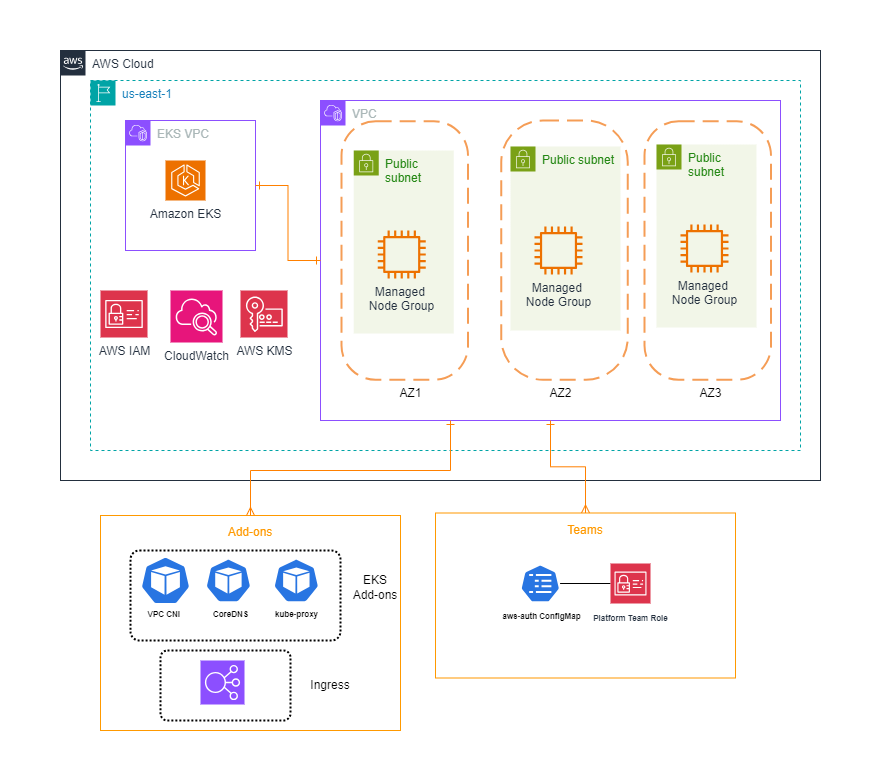 aws
AWS Cloud
us-east-1
EKS VPC
Amazon EKS
VPC
Public
subnet
Managed
Node Group
AZ1
Public subnet
Managed
Node Group
AZ2
Public
subnet
Managed
Node Group
AZ3
AWS IAM
CloudWatch
AWS KMS
Add-ons
VPC CNI
CoreDNS
kube-proxy
EKS
Add-ons
Ingress
Teams
aws-auth ConfigMap
Platform Team Role